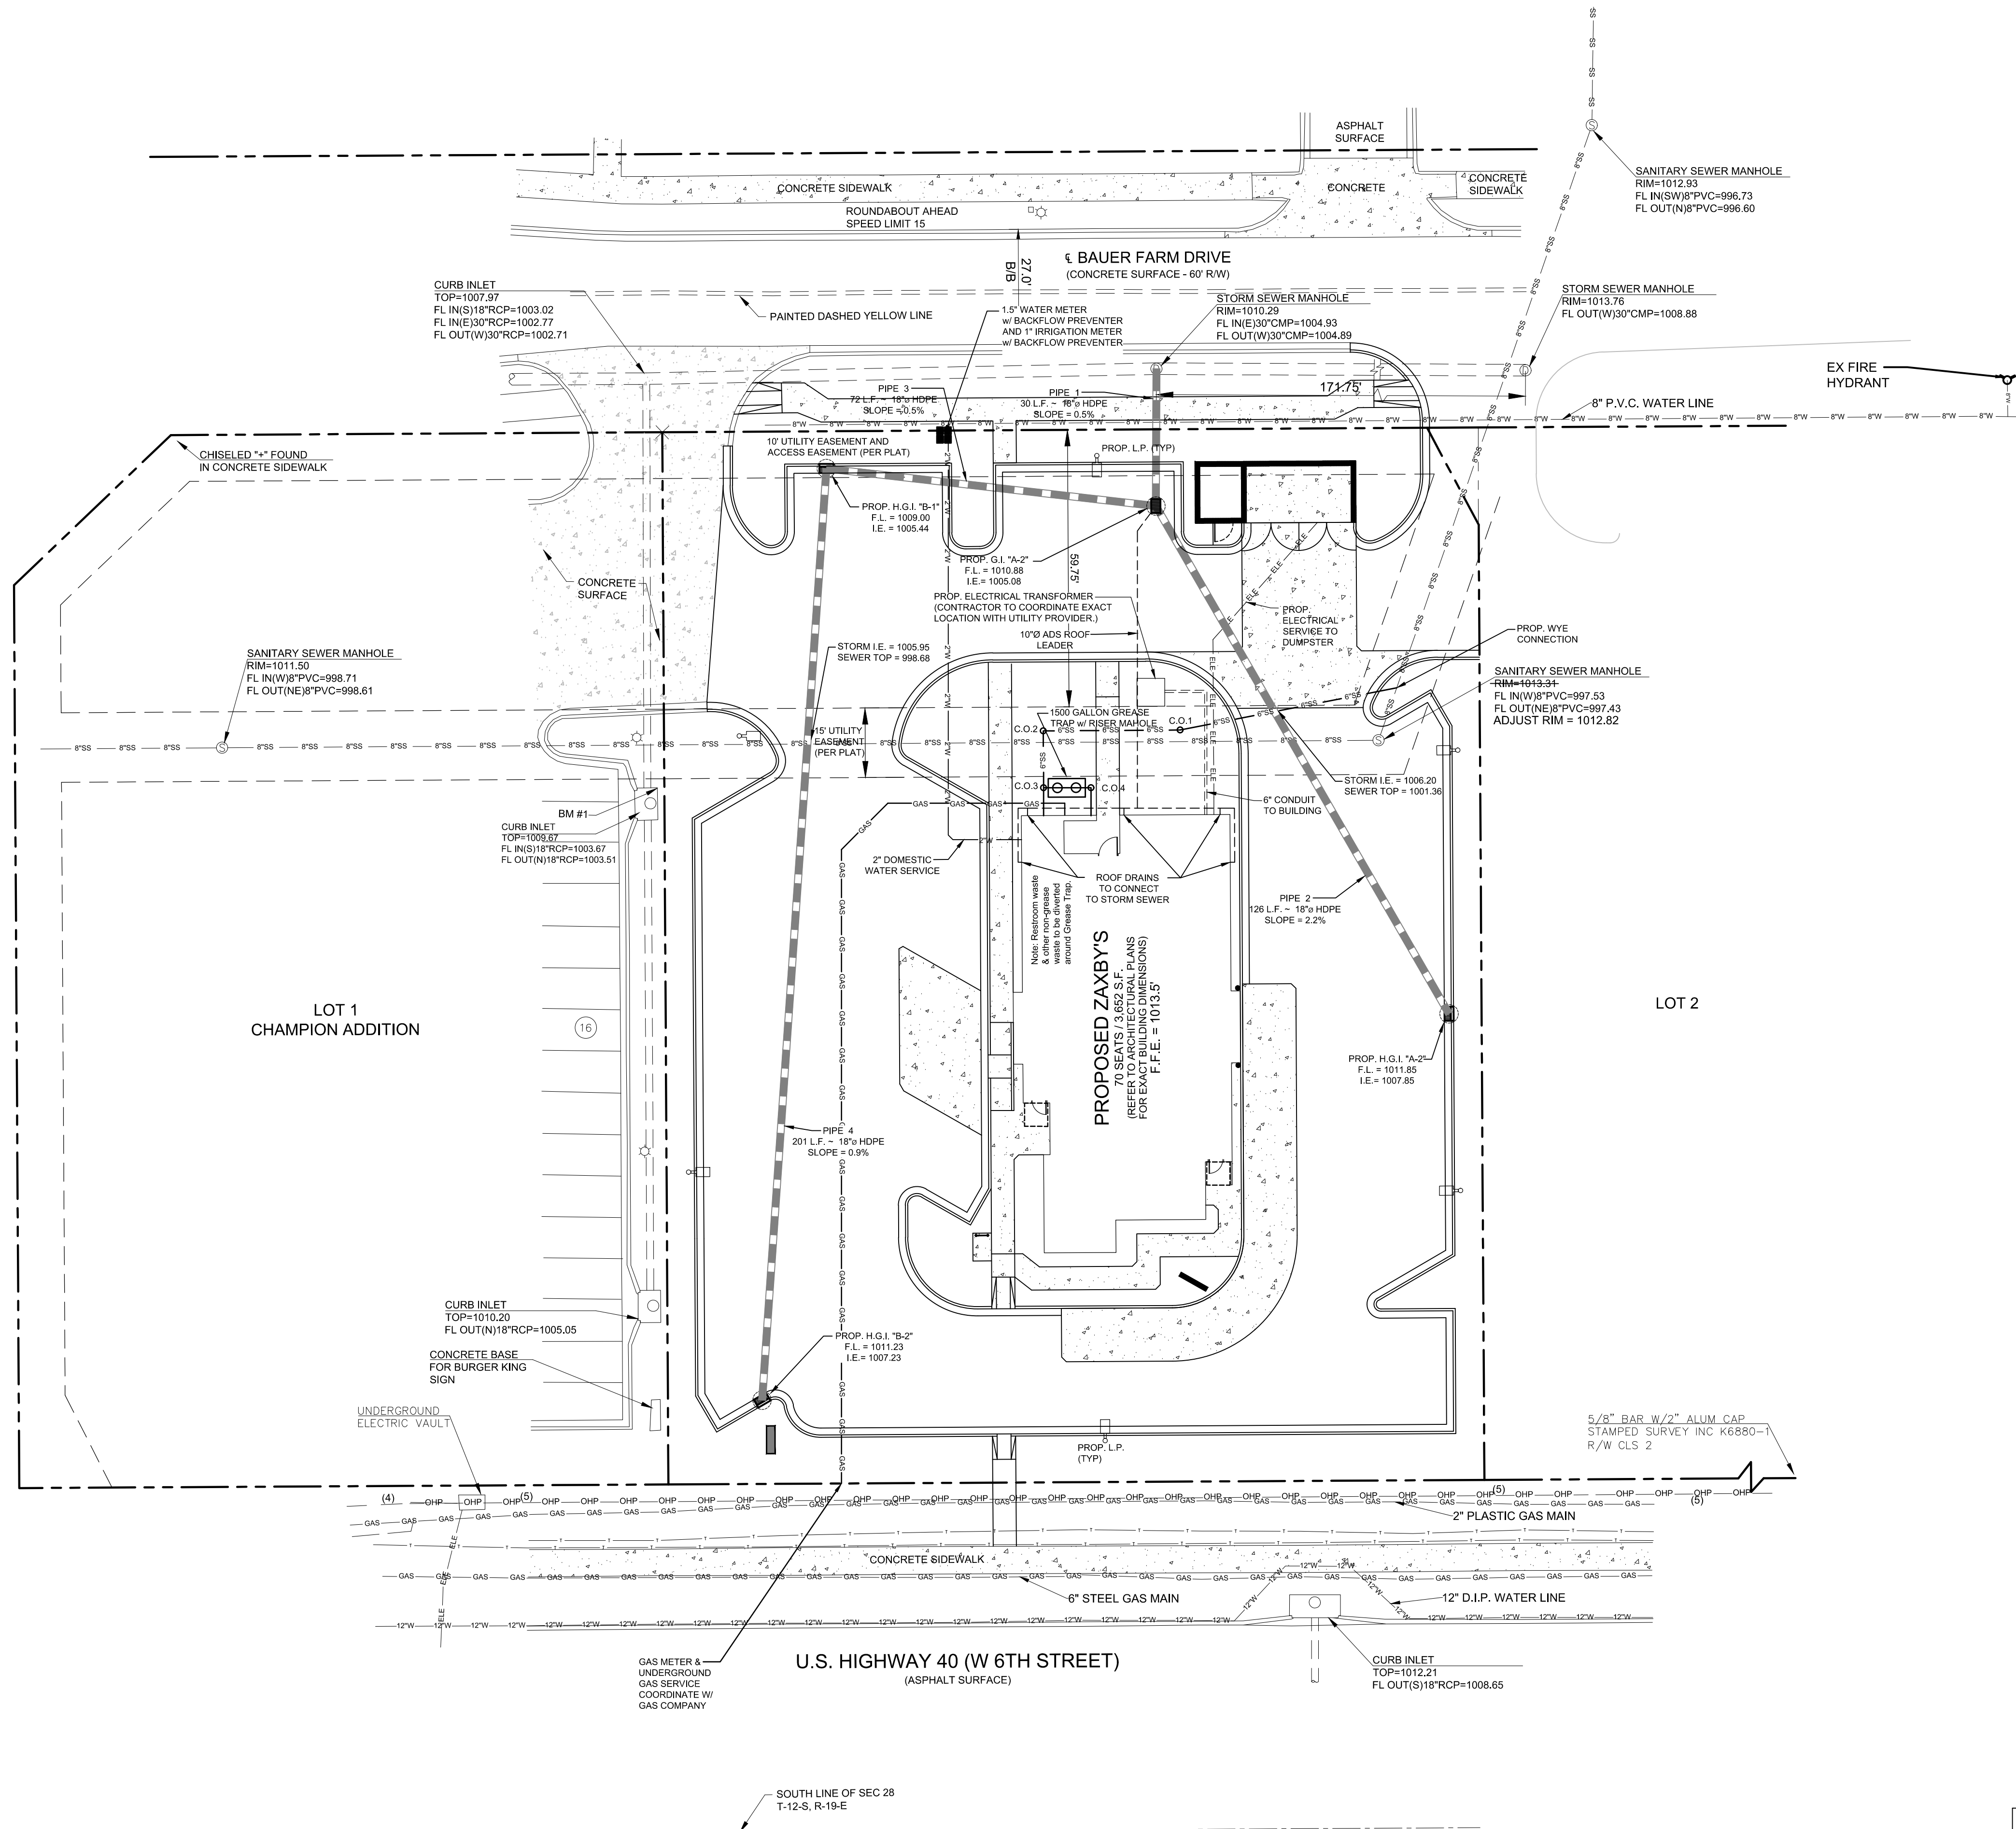 ASPHALT
SURFACE
SANITARY SEWER MANHOLE
RIM=1012.93
FL IN(SW)8"PVC=996.73
FL OUT(N)8"PVC=996.60
CONCRETE SIDEWALK
CONCRETE
CONCRETE
SIDEWALK
ROUNDABOUT AHEAD
SPEED LIMIT 15
27.0'
B/B
℄ BAUER FARM DRIVE
(CONCRETE SURFACE - 60' R/W)
CURB INLET
TOP=1007.97
FL IN(S)18"RCP=1003.02
FL IN(E)30"RCP=1002.77
FL OUT(W)30"RCP=1002.71
PAINTED DASHED YELLOW LINE
1.5" WATER METER
w/ BACKFLOW PREVENTER
AND 1" IRRIGATION METER
w/ BACKFLOW PREVENTER
STORM SEWER MANHOLE
RIM=1010.29
FL IN(E)30"CMP=1004.93
FL OUT(W)30"CMP=1004.89
STORM SEWER MANHOLE
RIM=1013.76
FL OUT(W)30"CMP=1008.88
EX FIRE
HYDRANT
8" P.V.C. WATER LINE
PIPE 3
72 L.F. ~ 18"ø HDPE
SLOPE = 0.5%
PIPE 1
30 L.F. ~ 18"ø HDPE
SLOPE = 0.5%
171.75'
CHISELED "+" FOUND
IN CONCRETE SIDEWALK
10' UTILITY EASEMENT AND
ACCESS EASEMENT (PER PLAT)
PROP. L.P. (TYP)
PROP. H.G.I. "B-1"
F.L. = 1009.00
I.E. = 1005.44
PROP. G.I. "A-2"
F.L. = 1010.88
I.E.= 1005.08
59.75'
CONCRETE
SURFACE
PROP. ELECTRICAL TRANSFORMER
(CONTRACTOR TO COORDINATE EXACT
LOCATION WITH UTILITY PROVIDER.)
10"Ø ADS ROOF
LEADER
PROP.
ELECTRICAL
SERVICE TO
DUMPSTER
PROP. WYE
CONNECTION
SANITARY SEWER MANHOLE
RIM=1011.50
FL IN(W)8"PVC=998.71
FL OUT(NE)8"PVC=998.61
STORM I.E. = 1005.95
SEWER TOP = 998.68
SANITARY SEWER MANHOLE
RIM=1013.31
FL IN(W)8"PVC=997.53
FL OUT(NE)8"PVC=997.43
ADJUST RIM = 1012.82
1500 GALLON GREASE
TRAP w/ RISER MAHOLE
C.O.1
C.O.2
C.O.3
C.O.4
15' UTILITY
EASEMENT
(PER PLAT)
STORM I.E. = 1006.20
SEWER TOP = 1001.36
6" CONDUIT
TO BUILDING
BM #1
CURB INLET
TOP=1009.67
FL IN(S)18"RCP=1003.67
FL OUT(N)18"RCP=1003.51
2" DOMESTIC
WATER SERVICE
ROOF DRAINS
TO CONNECT
TO STORM SEWER
Note: Restroom waste
& other non-grease
waste to be diverted
around Grease Trap.
PIPE 2
126 L.F. ~ 18"ø HDPE
SLOPE = 2.2%
PROPOSED ZAXBY'S
70 SEATS / 3,652 S.F.
(REFER TO ARCHITECTURAL PLANS
FOR EXACT BUILDING DIMENSIONS)
F.F.E. = 1013.5'
LOT 1
CHAMPION ADDITION
16
LOT 2
PROP. H.G.I. "A-2"
F.L. = 1011.85
I.E.= 1007.85
PIPE 4
201 L.F. ~ 18"ø HDPE
SLOPE = 0.9%
CURB INLET
TOP=1010.20
FL OUT(N)18"RCP=1005.05
PROP. H.G.I. "B-2"
F.L. = 1011.23
I.E.= 1007.23
CONCRETE BASE
FOR BURGER KING
SIGN
UNDERGROUND
ELECTRIC VAULT
PROP. L.P.
(TYP)
5/8" BAR W/2" ALUM CAP
STAMPED SURVEY INC K6880-1
R/W CLS 2
(4)
(5)
(5)
(5)
2" PLASTIC GAS MAIN
CONCRETE SIDEWALK
6" STEEL GAS MAIN
12" D.I.P. WATER LINE
GAS METER &
UNDERGROUND
GAS SERVICE
COORDINATE W/
GAS COMPANY
U.S. HIGHWAY 40 (W 6TH STREET)
(ASPHALT SURFACE)
CURB INLET
TOP=1012.21
FL OUT(S)18"RCP=1008.65
SOUTH LINE OF SEC 28
T-12-S, R-19-E